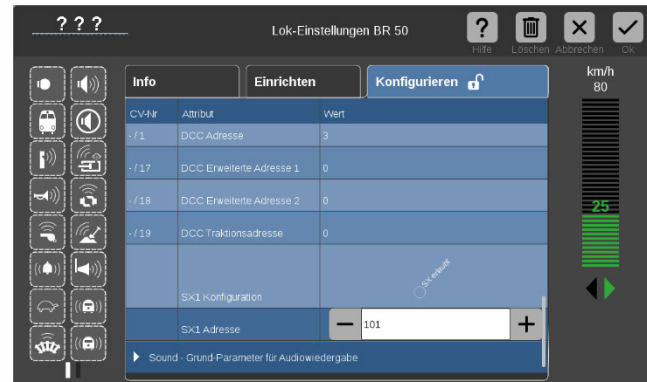 ? ? ?
Lok-Einstellungen BR 50
?
Hilfe Löschen Abbrechen Ok
Info Einrichten Konfigurieren
km/h
80
CV-Nr Attribut Wert
- / 1 DCC Adresse 3
- / 17 DCC Erweiterte Adresse 1 0
- / 18 DCC Erweiterte Adresse 2 0
25
- / 19 DCC Traktionsadresse 0
SX erlaubt
SX1 Konfiguration
SX1 Adresse 101
Sound - Grund-Parameter für Audiowiedergabe